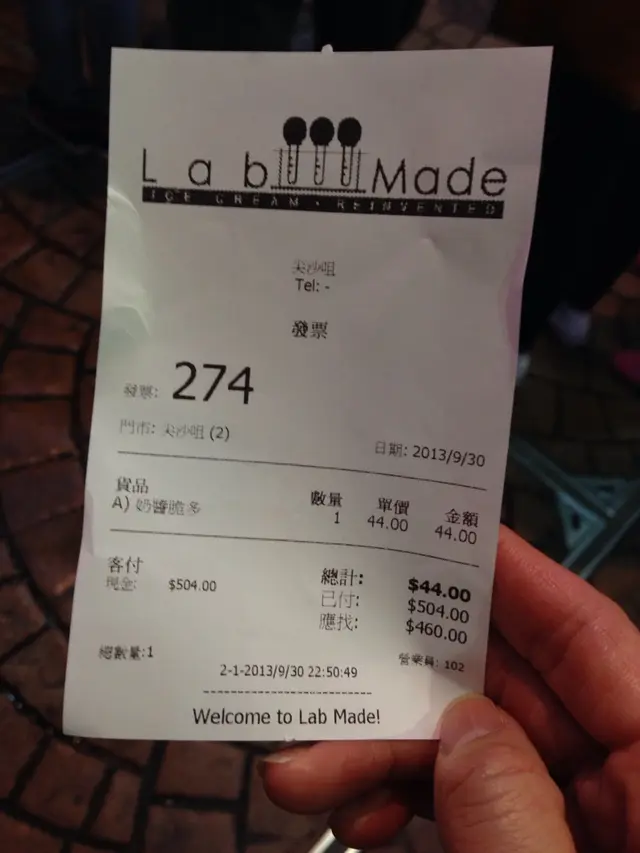 Lab Made
ICE CREAM · REINVENTED
尖沙咀
Tel: -
發票
發票: 274
門市: 尖沙咀 (2)
日期: 2013/9/30
貨品 數量 單價 金額
A) 奶醬脆多 1 44.00 44.00
客付 總計: $44.00
現金: $504.00 已付: $504.00
應找: $460.00
總數量:1 營業員: 102
2-1-2013/9/30 22:50:49
Welcome to Lab Made!